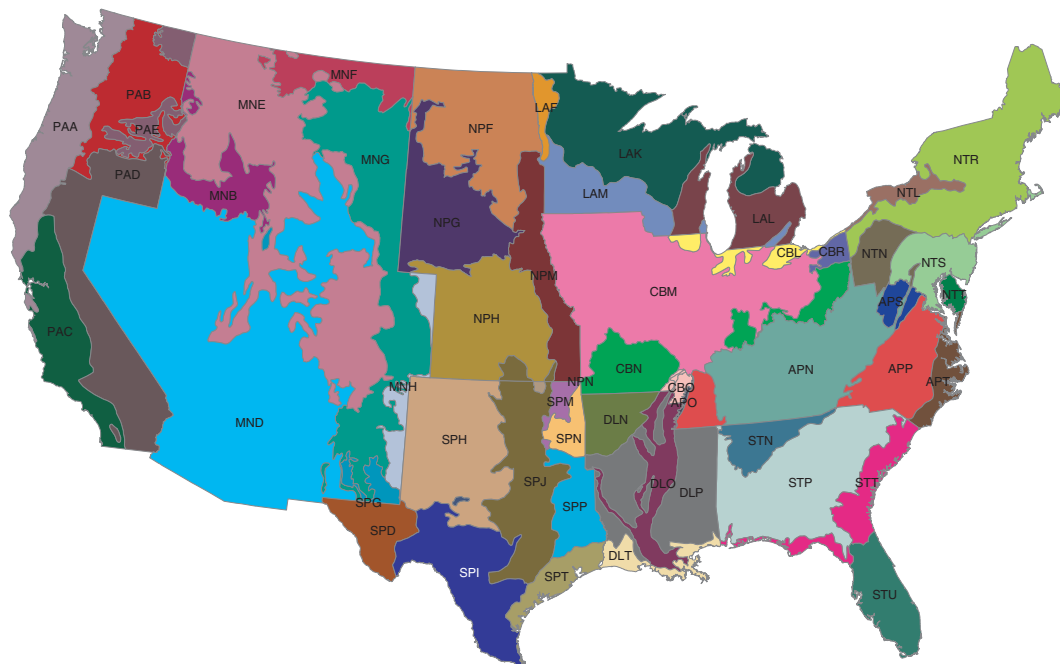 MNF
PAB
MNE
LAF
PAA
PAE
NPF
LAK
MNG
NTR
PAD
MNB
LAM
NTL
LAL
NPG
CBL
CBR
NTN
NTS
NPM
CBM
NTT
APS
NPH
PAC
CBN
APN
APP
NPN
APT
MNH
CBO
SPM
APO
MND
DLN
SPH
SPN
STN
SPJ
DLO
DLP
STP
STT
SPG
SPP
SPD
DLT
SPI
SPT
STU